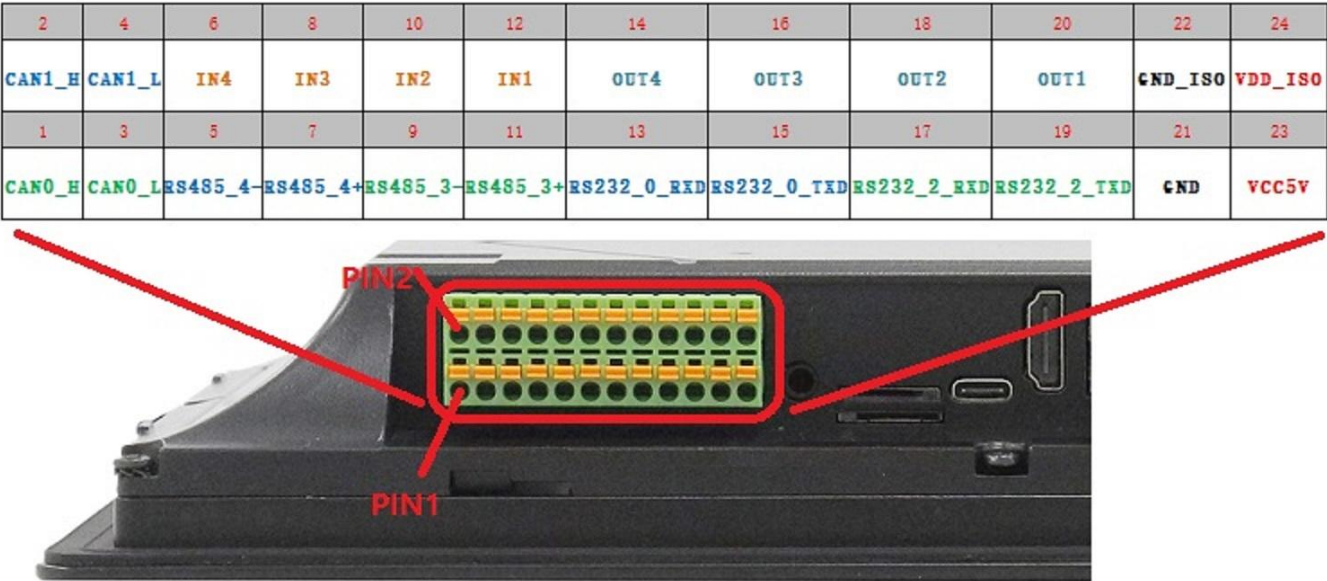 2 4 6 8 10 12 14 16 18 20 22 24
CAN1_H CAN1_L IN4 IN3 IN2 IN1 OUT4 OUT3 OUT2 OUT1 GND_ISO VDD_ISO
1 3 5 7 9 11 13 15 17 19 21 23
CAN0_H CAN0_L RS485_4- RS485_4+ RS485_3- RS485_3+ RS232_0_RXD RS232_0_TXD RS232_2_RXD RS232_2_TXD GND VCC5V
PIN2
PIN1